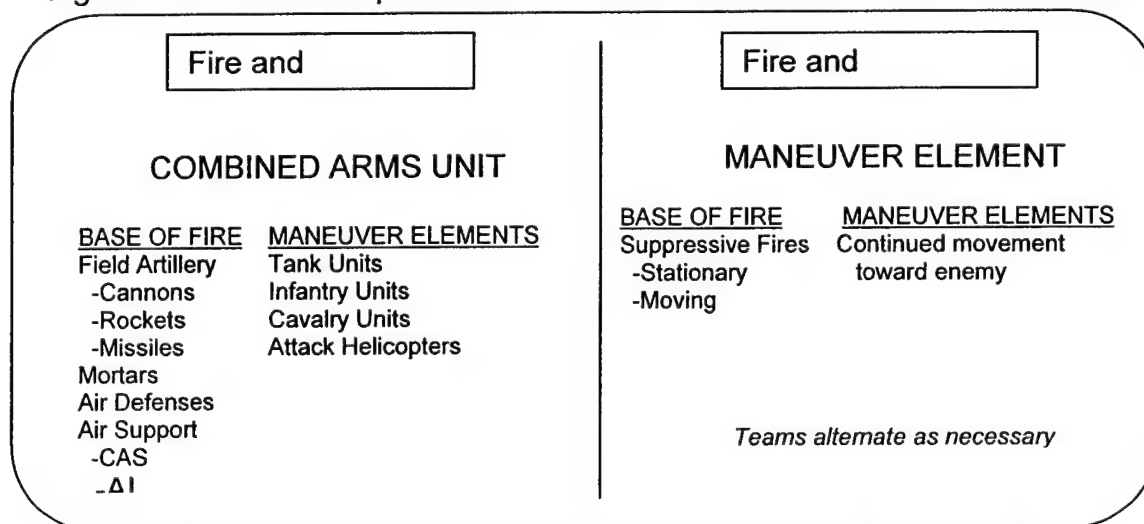 Fire and
COMBINED ARMS UNIT
BASE OF FIRE MANEUVER ELEMENTS
Field Artillery Tank Units
-Cannons Infantry Units
-Rockets Cavalry Units
-Missiles Attack Helicopters
Mortars
Air Defenses
Air Support
-CAS
Fire and
MANEUVER ELEMENT
BASE OF FIRE MANEUVER ELEMENTS
Suppressive Fires Continued movement
-Stationary toward enemy
-Moving
Teams alternate as necessary